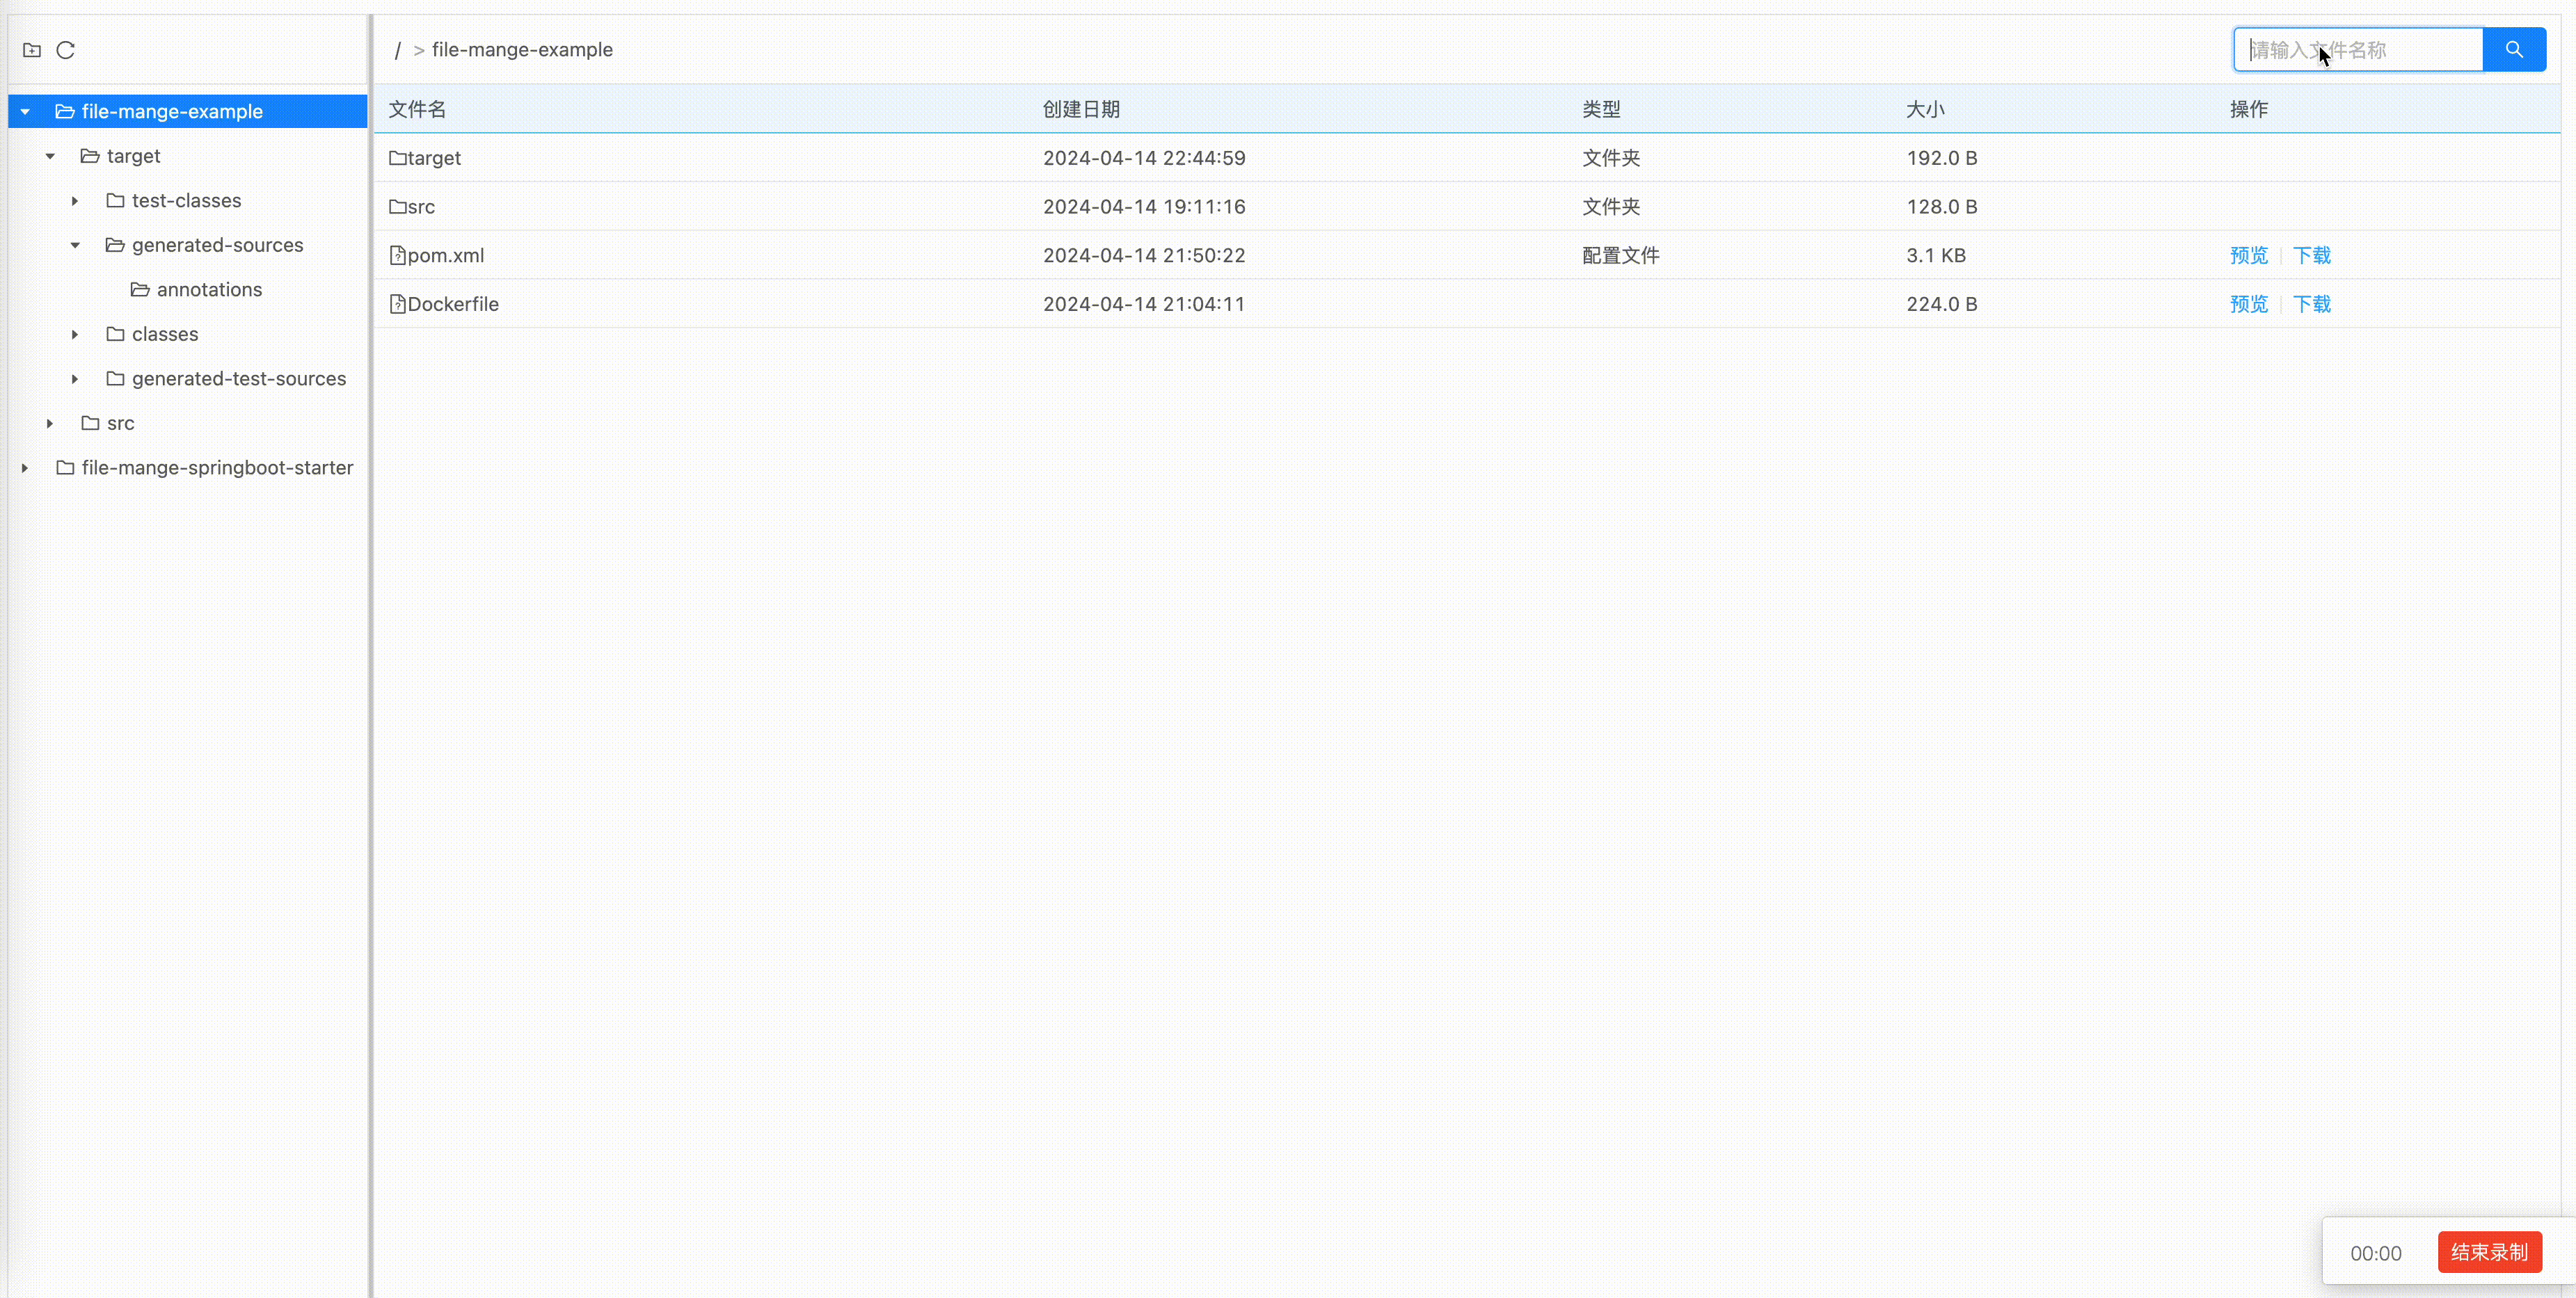 / > file-mange-example
请输入文件名称
file-mange-example
target
test-classes
generated-sources
annotations
classes
generated-test-sources
src
file-mange-springboot-starter
文件名 创建日期 类型 大小 操作
target 2024-04-14 22:44:59 文件夹 192.0 B
src 2024-04-14 19:11:16 文件夹 128.0 B
pom.xml 2024-04-14 21:50:22 配置文件 3.1 KB 预览 下载
Dockerfile 2024-04-14 21:04:11 224.0 B 预览 下载
00:00 结束录制